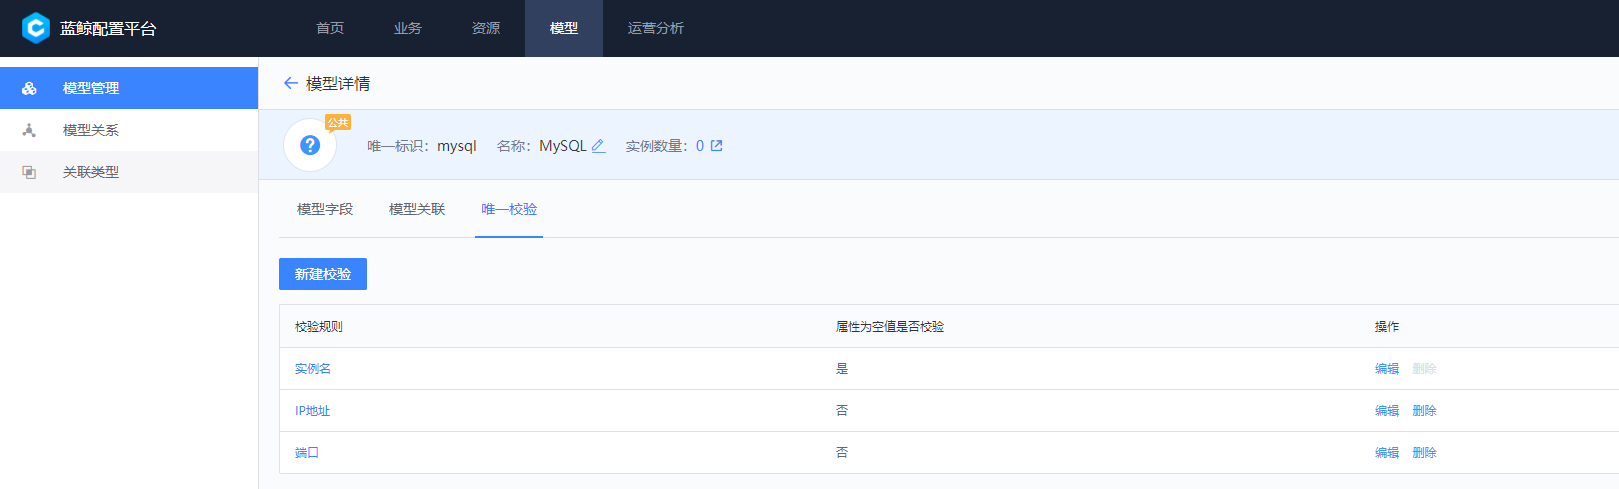 蓝鲸配置平台 首页 业务 资源 模型 运营分析
模型管理
模型关系
关联类型
模型详情
公共
唯一标识：mysql 名称：MySQL 实例数量：0
模型字段 模型关联 唯一校验
新建校验
校验规则 属性为空值是否校验 操作
实例名 是 编辑 删除
IP地址 否 编辑 删除
端口 否 编辑 删除